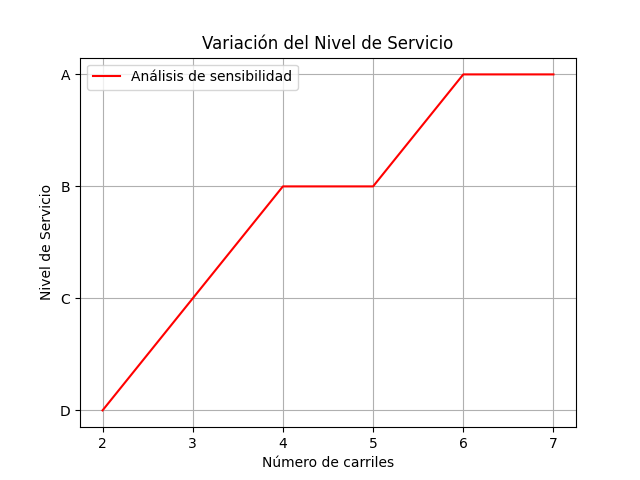 Variación del Nivel de Servicio
Análisis de sensibilidad
Nivel de Servicio
A
B
C
D
2 3 4 5 6 7
Número de carriles